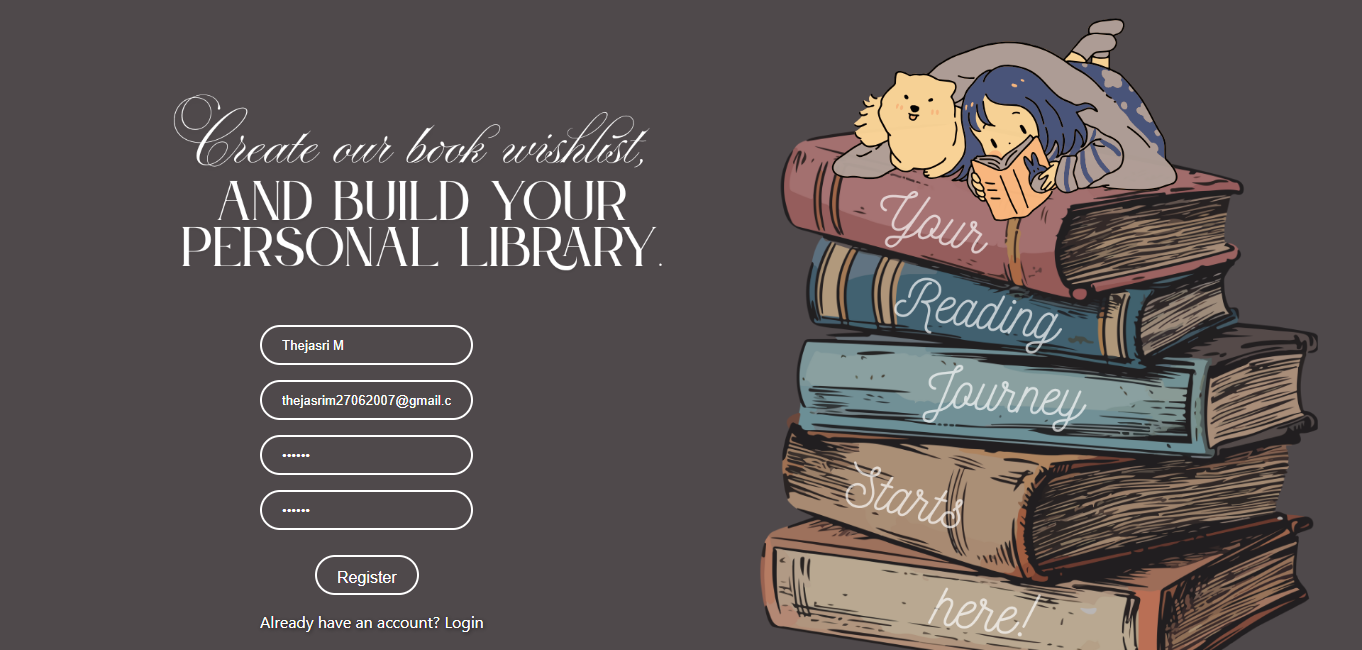 Create our book wishlist,
AND BUILD YOUR
PERSONAL LIBRARY.
Thejasri M
thejasrim27062007@gmail.c
••••••
••••••
Register
Already have an account? Login
Your
Reading
Journey
Starts
here!